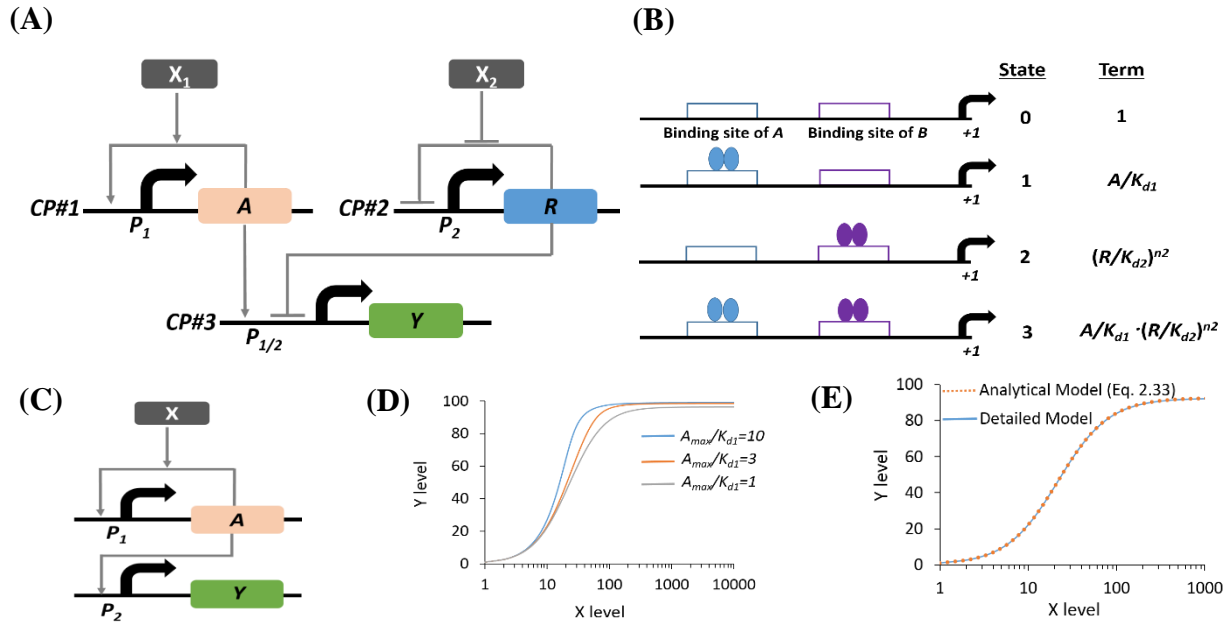 (A)
X1
X2
CP#1
P1
A
CP#2
P2
R
CP#3
P1/2
Y
(B)
State
Term
Binding site of A
Binding site of B
+1
0
1
+1
1
A/Kd1
+1
2
(R/Kd2)n2
+1
3
A/Kd1 ·(R/Kd2)n2
(C)
X
P1
A
P2
Y
(D)
Y level
100
80
60
40
20
0
Amax/Kd1=10
Amax/Kd1=3
Amax/Kd1=1
1
10
100
1000
10000
X level
(E)
Y level
100
80
60
40
20
0
Analytical Model (Eq. 2.33)
Detailed Model
1
10
100
1000
X level